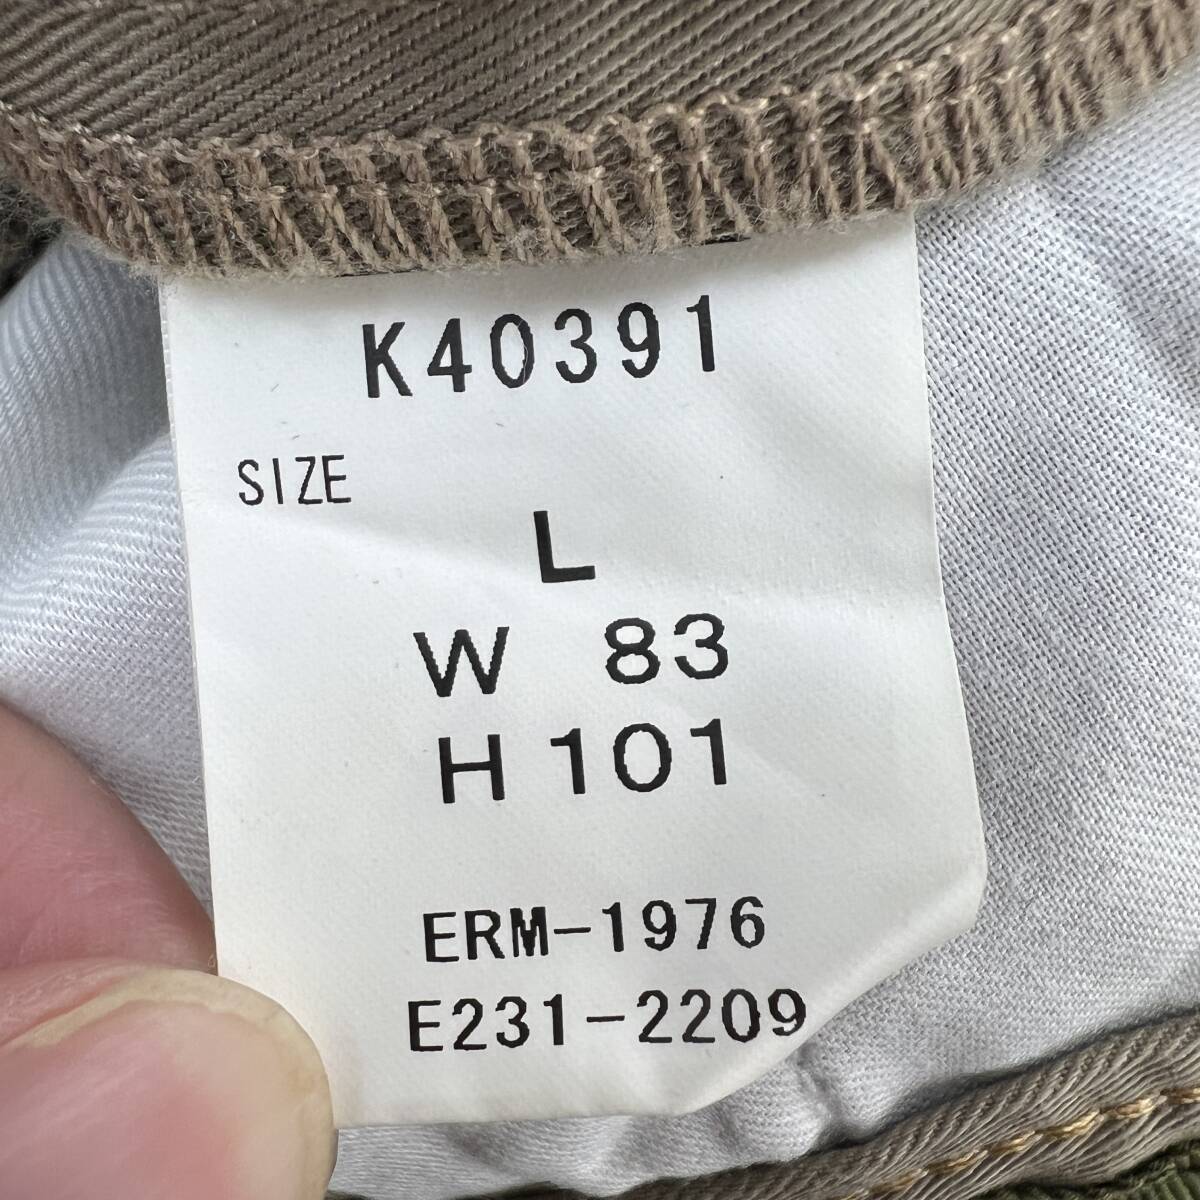 K40391
SIZE
L
W 83
H 101
ERM-1976
E231-2209